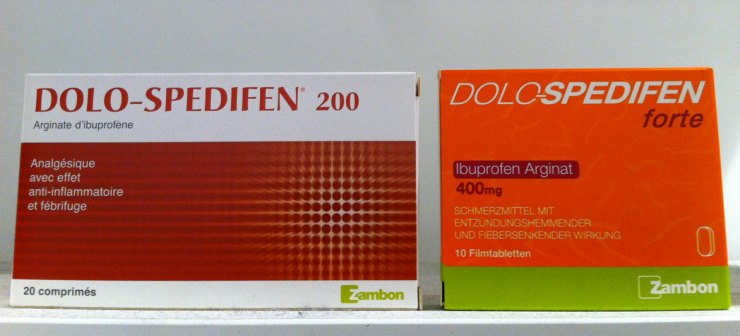 DOLO-SPEDIFEN® 200
Arginate d'ibuprofène
Analgésique
avec effet
anti-inflammatoire
et fébrifuge
20 comprimés
Zambon
DOLO-SPEDIFEN
forte
Ibuprofen Arginat
400mg
SCHMERZMITTEL MIT
ENTZÜNDUNGSHEMMENDER
UND FIEBERSENKENDER WIRKUNG
10 Filmtabletten
Zambon